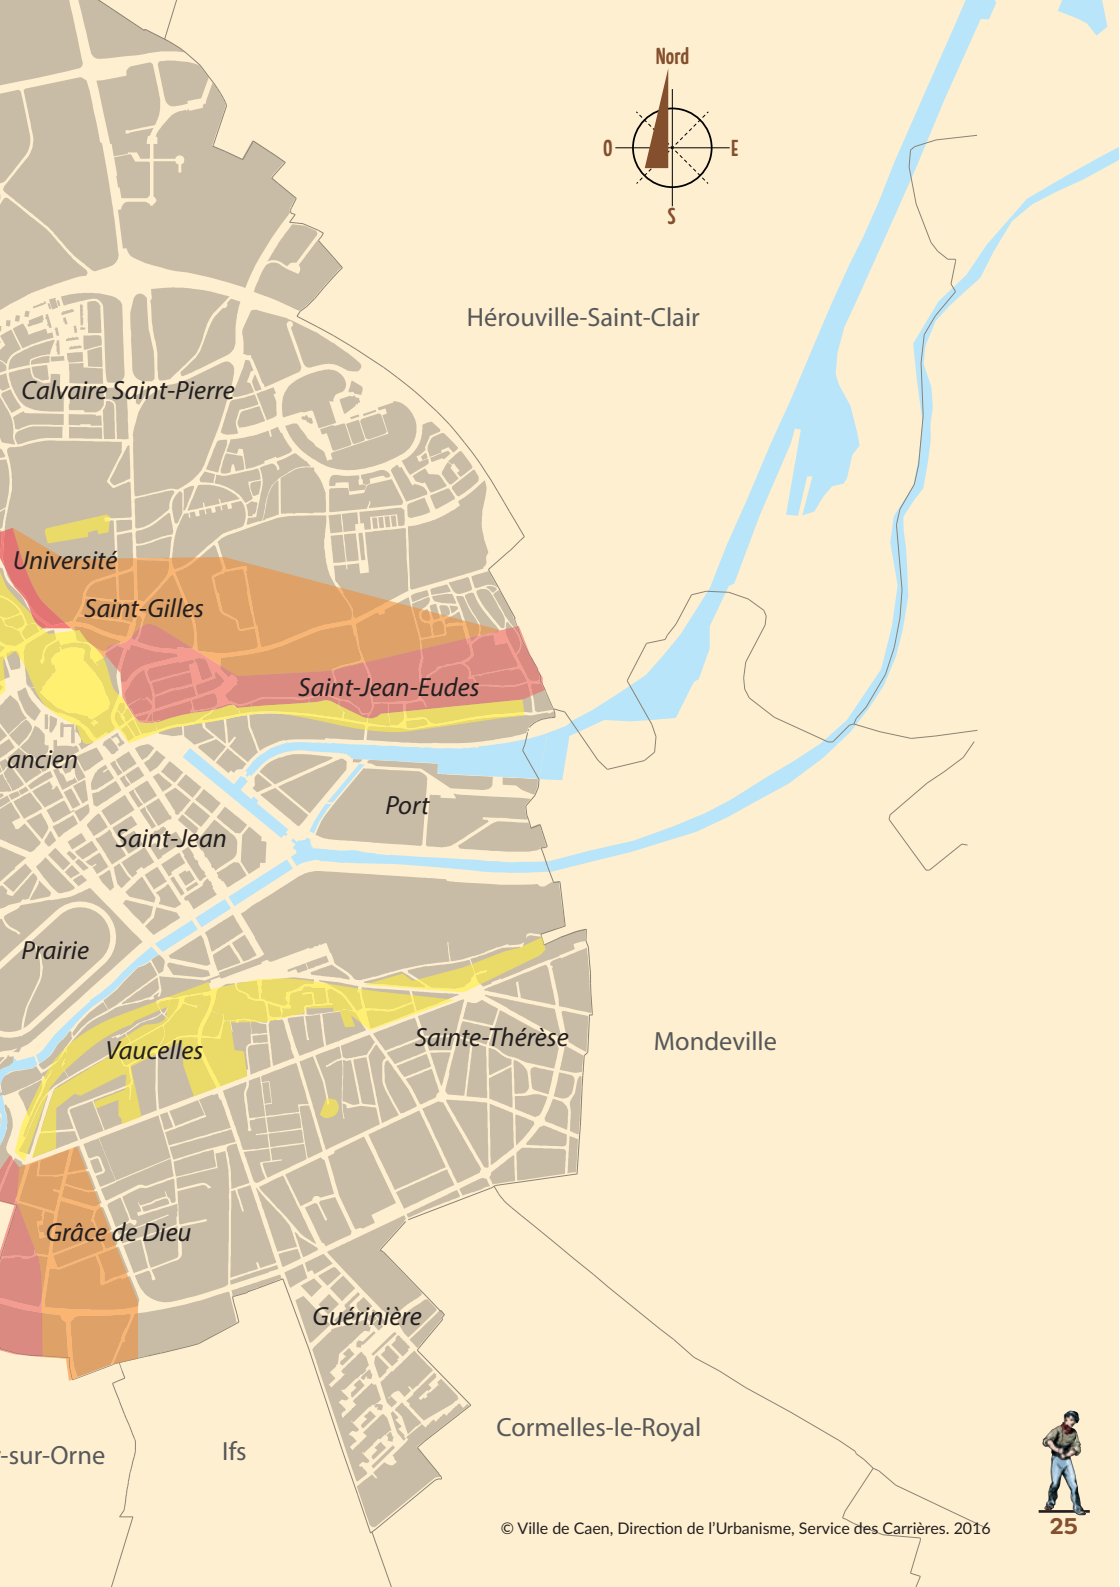 Nord
O
E
S
Hérouville-Saint-Clair
Calvaire Saint-Pierre
Université
Saint-Gilles
Saint-Jean-Eudes
ancien
Port
Saint-Jean
Prairie
Sainte-Thérèse
Mondeville
Vaucelles
Grâce de Dieu
Guérinière
Cormelles-le-Royal
-sur-Orne
Ifs
© Ville de Caen, Direction de l'Urbanisme, Service des Carrières. 2016
25